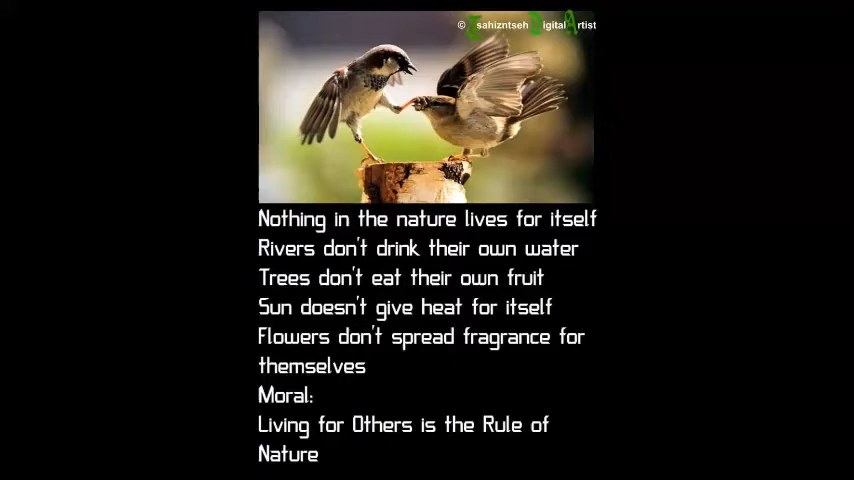 © Tsahizntseh Digital Artist
Nothing in the nature lives for itself
Rivers don't drink their own water
Trees don't eat their own fruit
Sun doesn't give heat for itself
Flowers don't spread fragrance for
themselves
Moral:
Living for Others is the Rule of
Nature